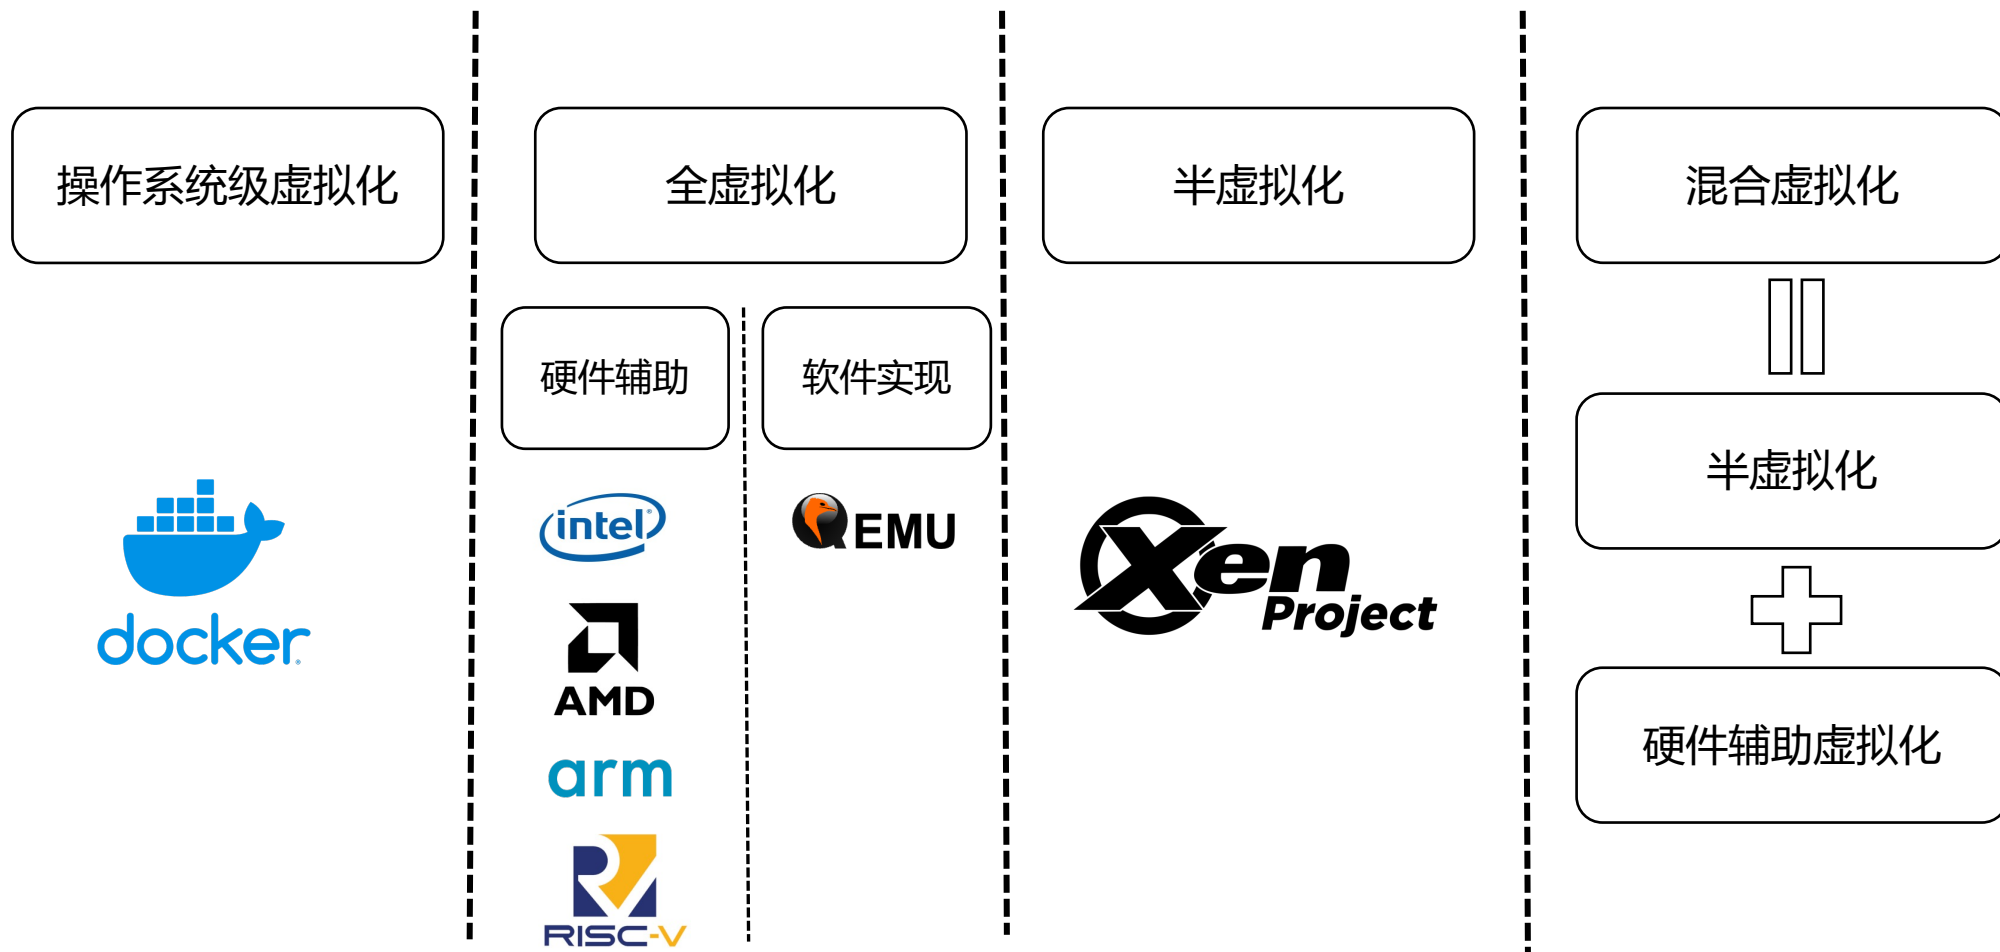 操作系统级虚拟化
docker
全虚拟化
硬件辅助
intel
AMD
arm
RISC-V
软件实现
QEMU
半虚拟化
Xen
Project
混合虚拟化
半虚拟化
硬件辅助虚拟化